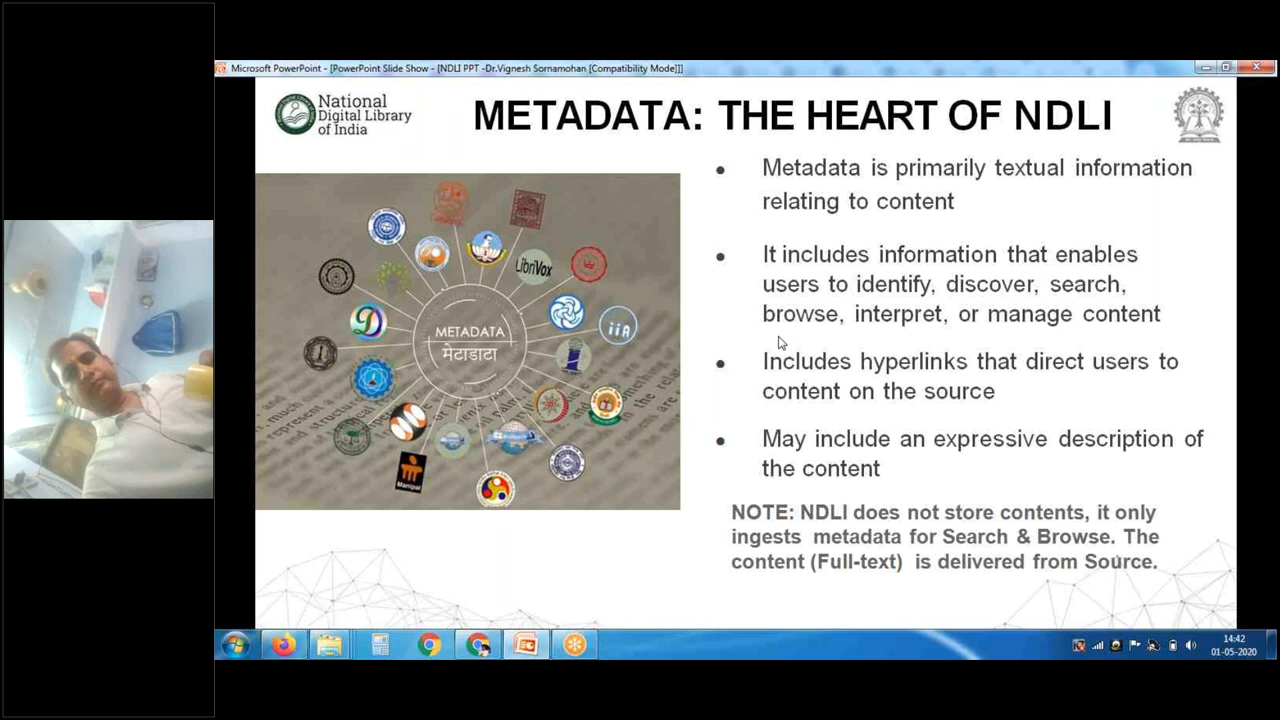 Microsoft PowerPoint - [PowerPoint Slide Show - [NDLI PPT -Dr.Vignesh Sornamohan [Compatibility Mode]]]
National
Digital Library
of India
METADATA: THE HEART OF NDLI
• Metadata is primarily textual information
relating to content
• It includes information that enables
users to identify, discover, search,
browse, interpret, or manage content
• Includes hyperlinks that direct users to
content on the source
• May include an expressive description of
the content
NOTE: NDLI does not store contents, it only
ingests metadata for Search & Browse. The
content (Full-text) is delivered from Source.
LibriVox
iiA
METADATA
मेटाडाटा
Manipal
14:42
01-05-2020